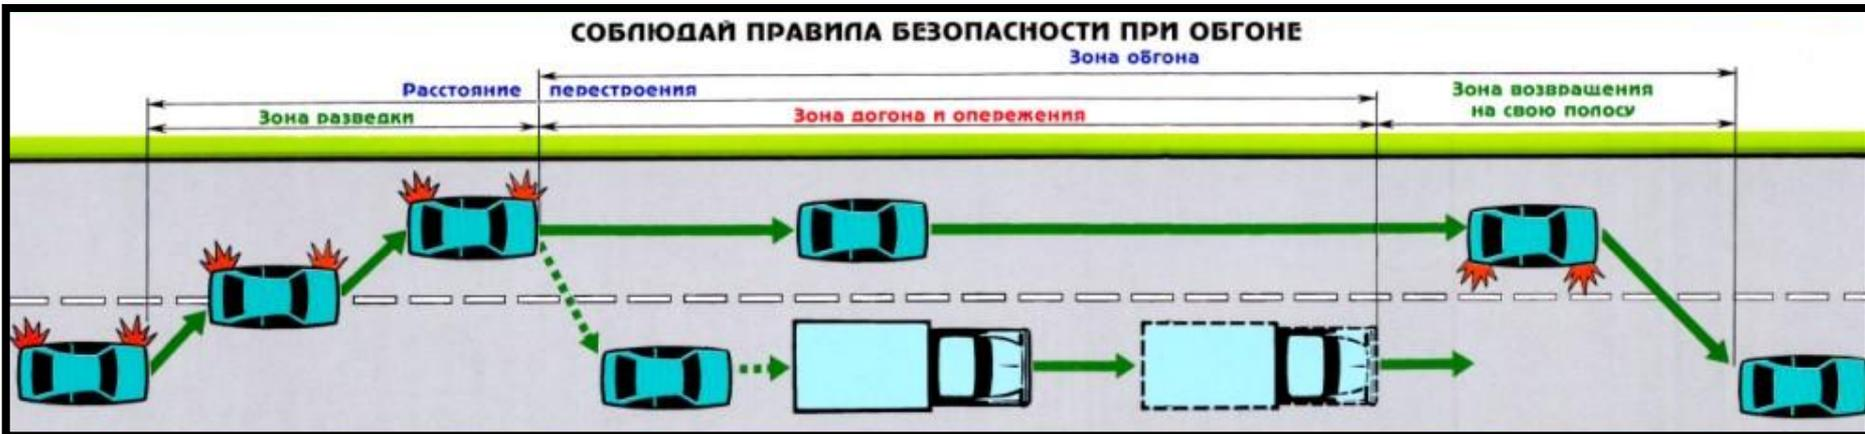 СОБЛЮДАЙ ПРАВИЛА БЕЗОПАСНОСТИ ПРИ ОБГОНЕ
Зона обгона
Расстояние перестроения
Зона возвращения
на свою полосу
Зона разведки
Зона догона и опережения